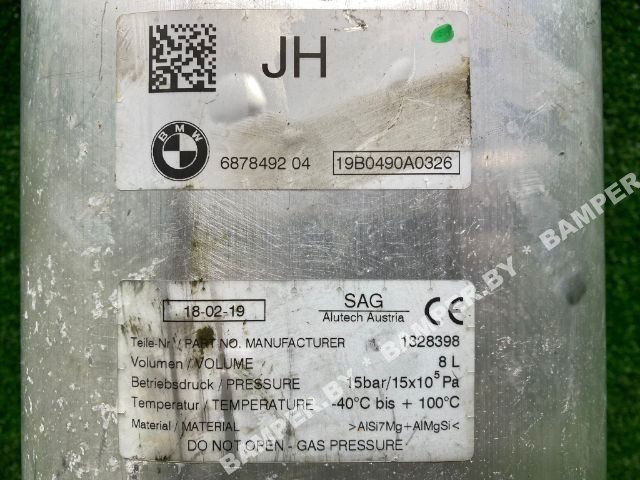 JH
BMW
6878492 04 19B0490A0326
18-02-19
SAG
Alutech Austria
CE
Teile-Nr / PART NO. MANUFACTURER 1328398
Volumen / VOLUME 8 L
Betriebsdruck / PRESSURE 15bar/15x10⁵Pa
Temperatur / TEMPERATURE -40°C bis + 100°C
Material / MATERIAL >AlSi7Mg+AlMgSi<
DO NOT OPEN - GAS PRESSURE
BAMPER.BY - BAMPER.BY * BAMPER.BY * BAMPER